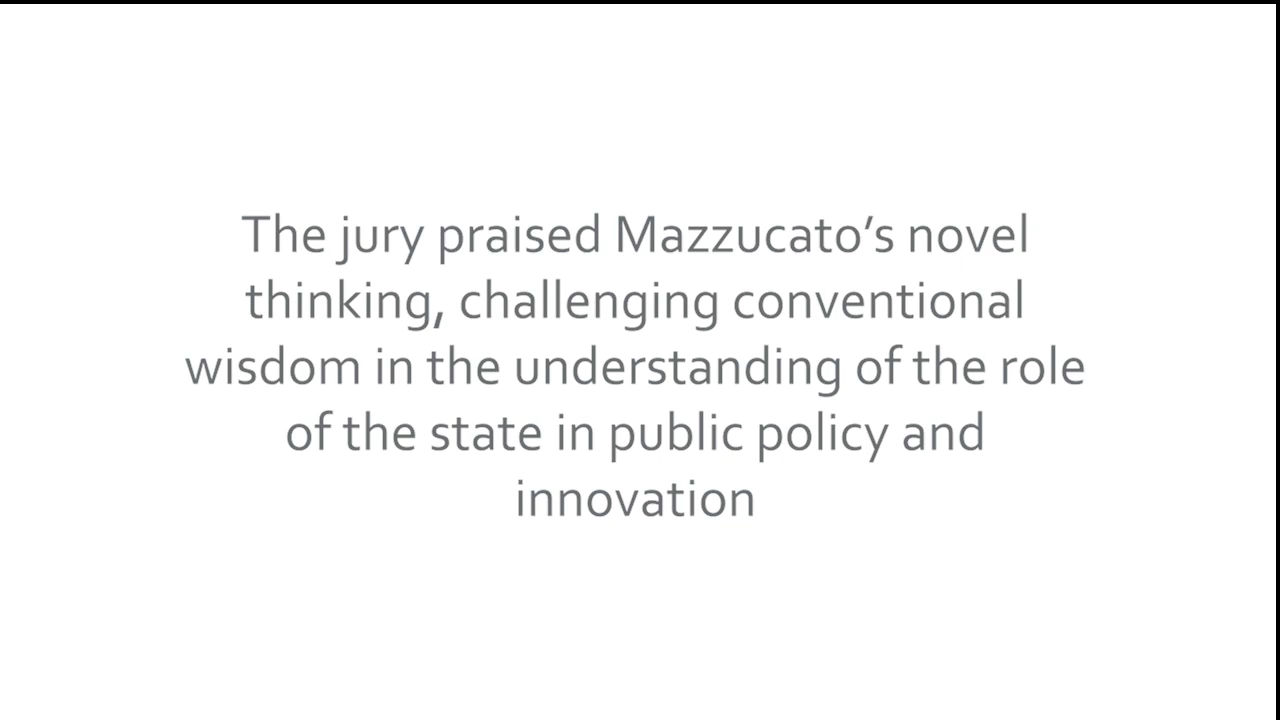 The jury praised Mazzucato’s novel
thinking, challenging conventional
wisdom in the understanding of the role
of the state in public policy and
innovation